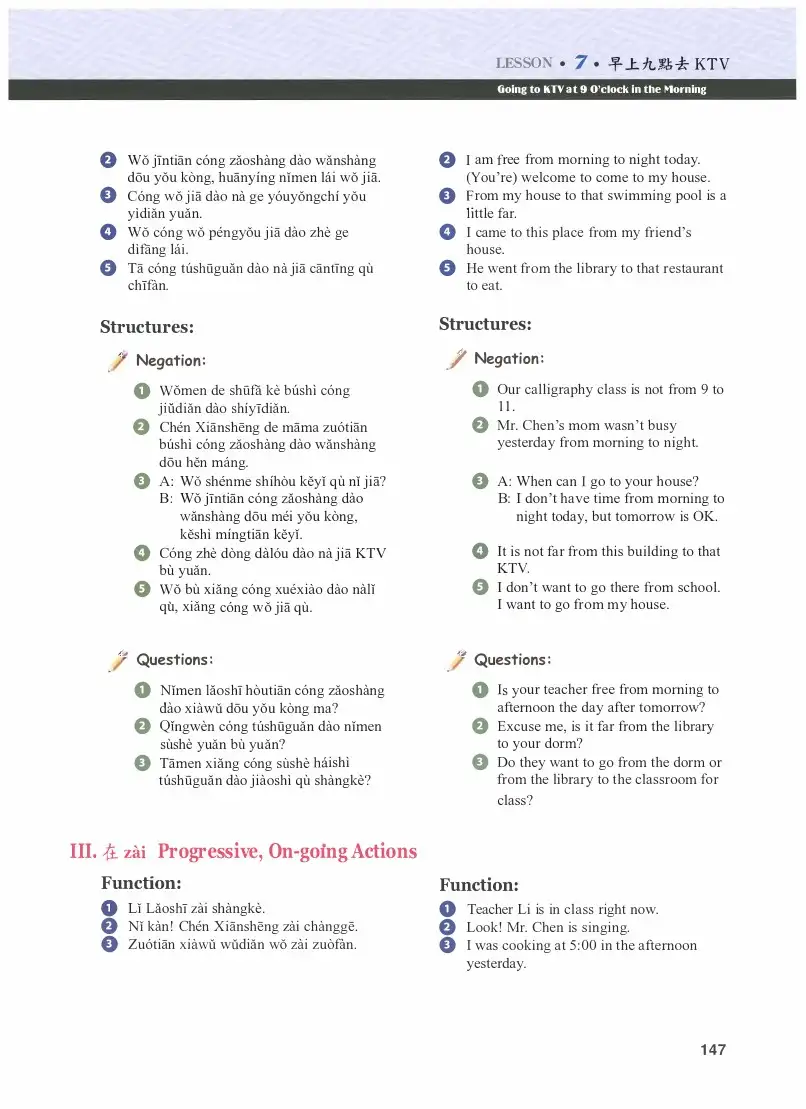 LESSON • 7 • 早上九點去 KTV
Going to KTV at 9 O'clock in the Morning
2 Wǒ jīntiān cóng zǎoshàng dào wǎnshàng
dōu yǒu kòng, huānyíng nǐmen lái wǒ jiā.
3 Cóng wǒ jiā dào nà ge yóuyǒngchí yǒu
yìdiǎn yuǎn.
4 Wǒ cóng wǒ péngyǒu jiā dào zhè ge
dìfāng lái.
5 Tā cóng túshūguǎn dào nà jiā cāntīng qù
chīfàn.
Structures:
Negation:
1 Wǒmen de shūfǎ kè búshì cóng
jiǔdiǎn dào shíyīdiǎn.
2 Chén Xiānshēng de māma zuótiān
búshì cóng zǎoshàng dào wǎnshàng
dōu hěn máng.
3 A: Wǒ shénme shíhòu kěyǐ qù nǐ jiā?
B: Wǒ jīntiān cóng zǎoshàng dào
wǎnshàng dōu méi yǒu kòng,
kěshì míngtiān kěyǐ.
4 Cóng zhè dòng dàlóu dào nà jiā KTV
bù yuǎn.
5 Wǒ bù xiǎng cóng xuéxiào dào nàlǐ
qù, xiǎng cóng wǒ jiā qù.
Questions:
1 Nǐmen lǎoshī hòutiān cóng zǎoshàng
dào xiàwǔ dōu yǒu kòng ma?
2 Qǐngwèn cóng túshūguǎn dào nǐmen
sùshè yuǎn bù yuǎn?
3 Tāmen xiǎng cóng sùshè háishì
túshūguǎn dào jiàoshì qù shàngkè?
2 I am free from morning to night today.
(You're) welcome to come to my house.
3 From my house to that swimming pool is a
little far.
4 I came to this place from my friend's
house.
5 He went from the library to that restaurant
to eat.
Structures:
Negation:
1 Our calligraphy class is not from 9 to
11.
2 Mr. Chen's mom wasn't busy
yesterday from morning to night.
3 A: When can I go to your house?
B: I don't have time from morning to
night today, but tomorrow is OK.
4 It is not far from this building to that
KTV.
5 I don't want to go there from school.
I want to go from my house.
Questions:
1 Is your teacher free from morning to
afternoon the day after tomorrow?
2 Excuse me, is it far from the library
to your dorm?
3 Do they want to go from the dorm or
from the library to the classroom for
class?
III. 在 zài Progressive, On-going Actions
Function:
1 Lǐ Lǎoshī zài shàngkè.
2 Nǐ kàn! Chén Xiānshēng zài chànggē.
3 Zuótiān xiàwǔ wǔdiǎn wǒ zài zuòfàn.
Function:
1 Teacher Li is in class right now.
2 Look! Mr. Chen is singing.
3 I was cooking at 5:00 in the afternoon
yesterday.
147